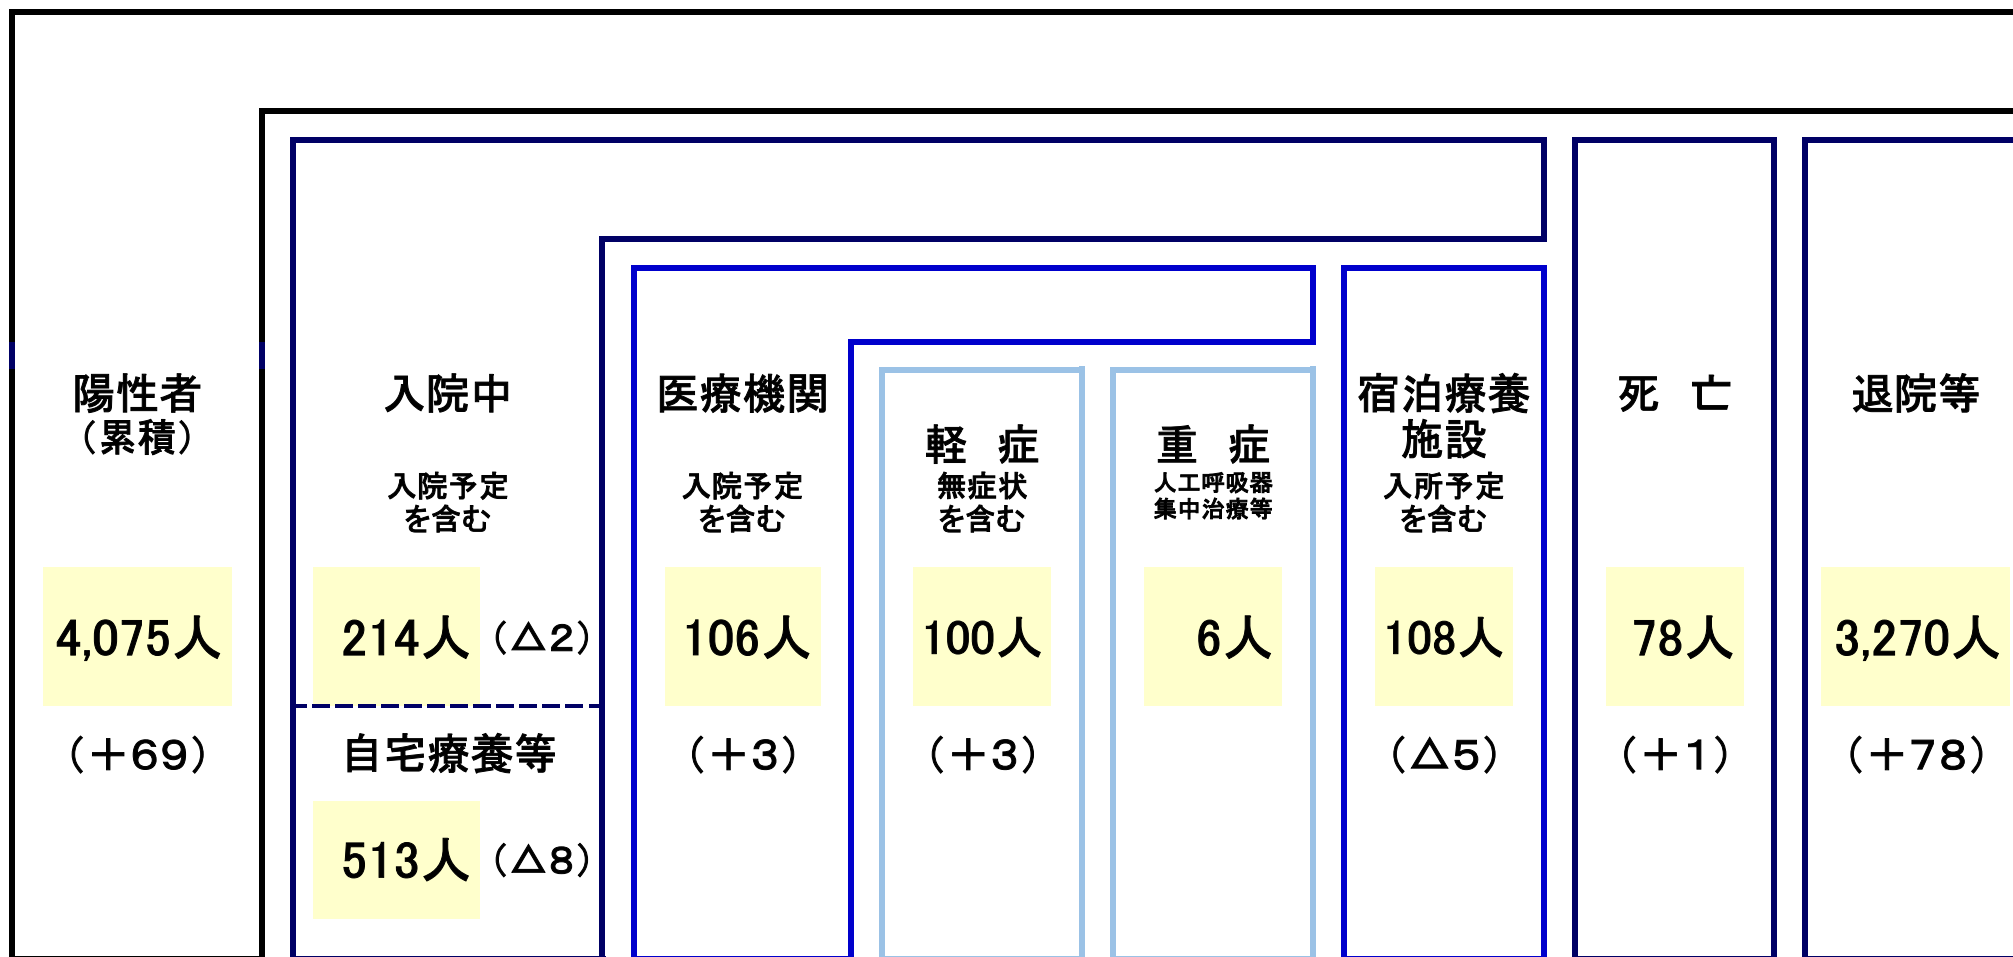 陽性者
（累積）
4,075人
（＋69）
入院中
入院予定
を含む
214人（△2）
自宅療養等
513人（△8）
医療機関
入院予定
を含む
106人
（＋3）
軽　症
無症状
を含む
100人
（＋3）
重　症
人工呼吸器
集中治療等
6人
宿泊療養
施設
入所予定
を含む
108人
（△5）
死　亡
78人
（＋1）
退院等
3,270人
（＋78）